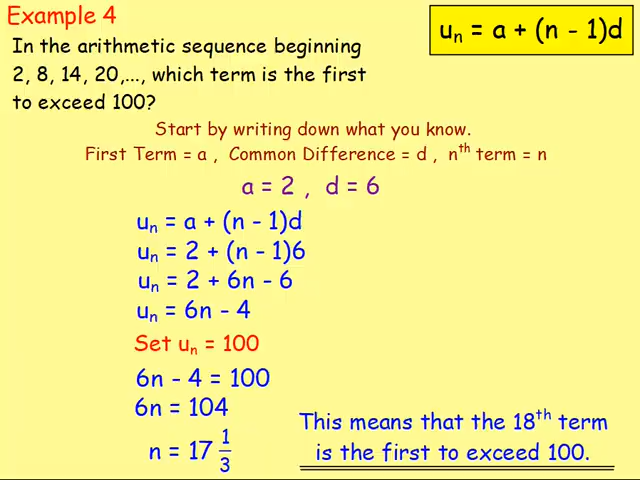 Example 4
uₙ = a + (n - 1)d
In the arithmetic sequence beginning
2, 8, 14, 20,..., which term is the first
to exceed 100?
Start by writing down what you know.
First Term = a , Common Difference = d , nᵗʰ term = n
a = 2 , d = 6
uₙ = a + (n - 1)d
uₙ = 2 + (n - 1)6
uₙ = 2 + 6n - 6
uₙ = 6n - 4
Set uₙ = 100
6n - 4 = 100
6n = 104
n = 17 1/3
This means that the 18ᵗʰ term
is the first to exceed 100.